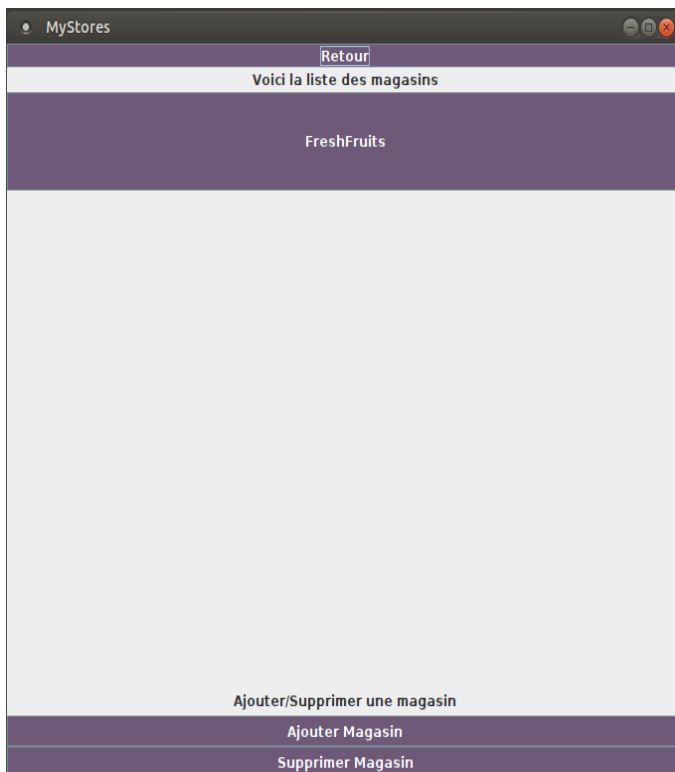 MyStores
Retour
Voici la liste des magasins
FreshFruits
Ajouter/Supprimer une magasin
Ajouter Magasin
Supprimer Magasin